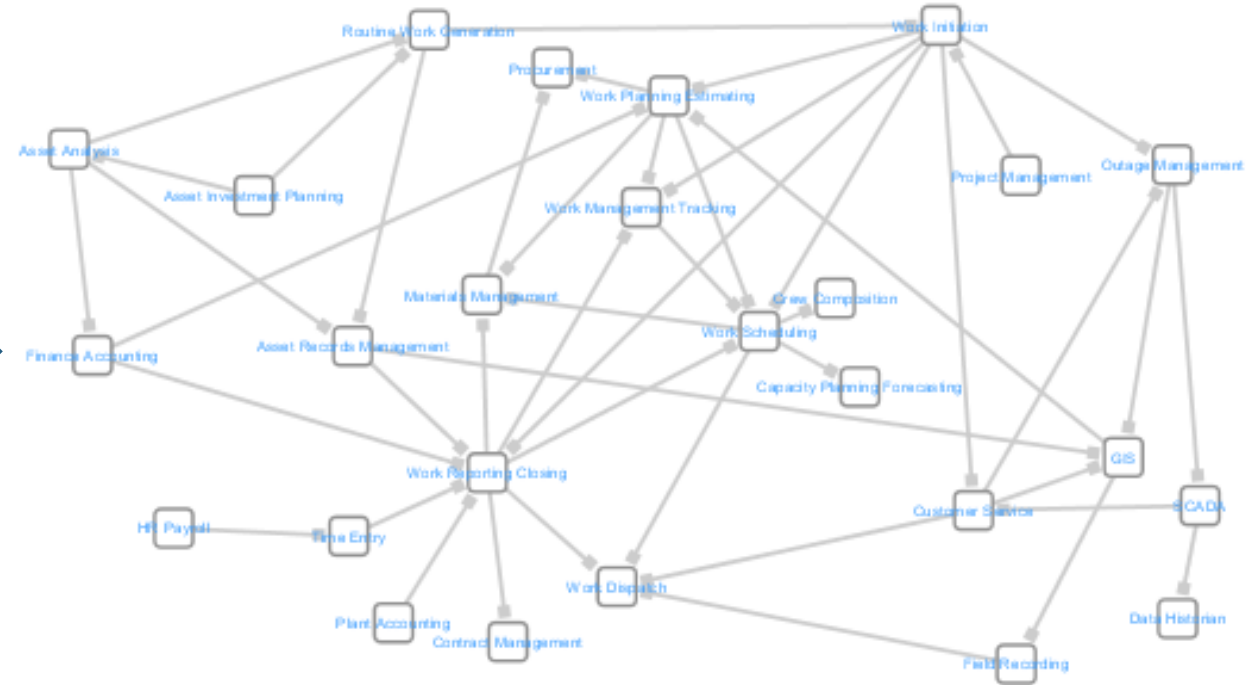 Routine Work Generation
Work Initiation
Procurement
Work Planning Estimating
Asset Analysis
Outage Management
Project Management
Asset Investment Planning
Work Management Tracking
Materials Management
Crew Composition
Work Scheduling
Asset Records Management
Finance Accounting
Capacity Planning Forecasting
GIS
Work Reporting Closing
SCADA
Customer Service
HR Payroll
Time Entry
Work Dispatch
Data Historian
Plant Accounting
Contract Management
Field Recording